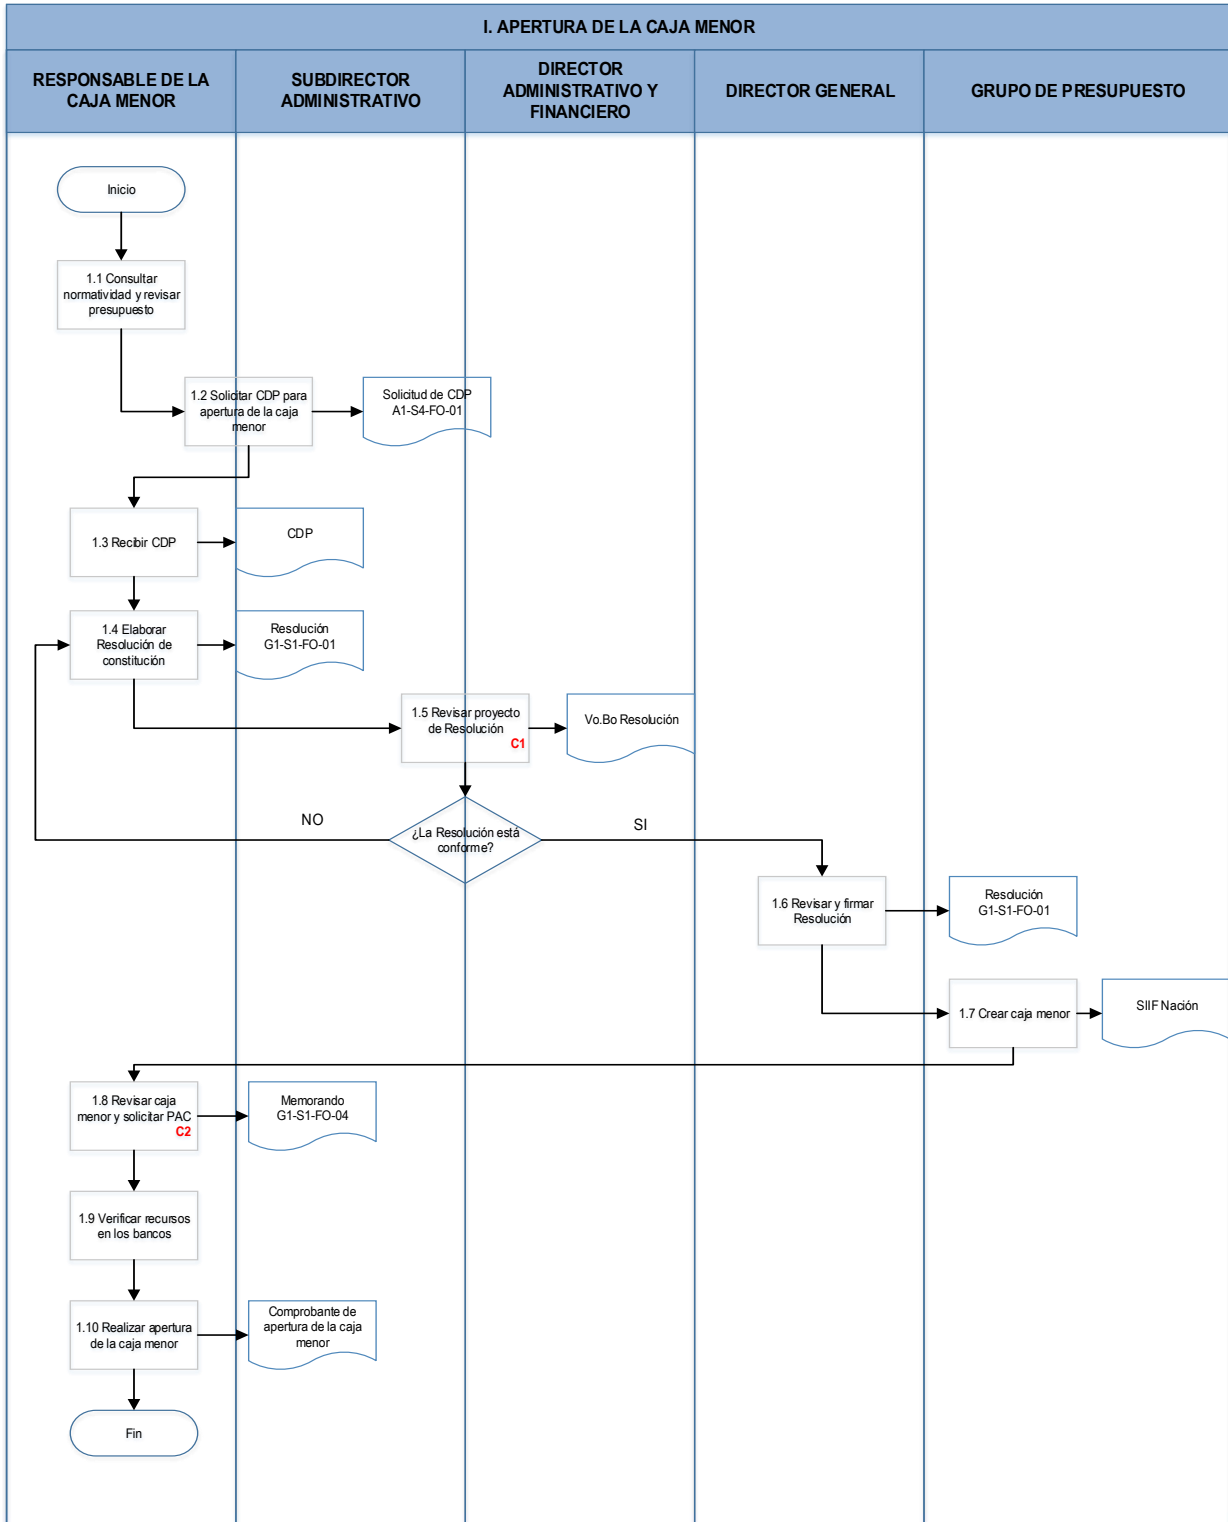 I. APERTURA DE LA CAJA MENOR
RESPONSABLE DE LA
CAJA MENOR
SUBDIRECTOR
ADMINISTRATIVO
DIRECTOR
ADMINISTRATIVO Y
FINANCIERO
DIRECTOR GENERAL
GRUPO DE PRESUPUESTO
Inicio
1.1 Consultar
normatividad y revisar
presupuesto
1.2 Solicitar CDP para
apertura de la caja
menor
Solicitud de CDP
A1-S4-FO-01
1.3 Recibir CDP
CDP
1.4 Elaborar
Resolución de
constitución
Resolución
G1-S1-FO-01
1.5 Revisar proyecto
de Resolución
C1
Vo.Bo Resolución
NO
¿La Resolución está
conforme?
SI
1.6 Revisar y firmar
Resolución
Resolución
G1-S1-FO-01
1.7 Crear caja menor
SIIF Nación
1.8 Revisar caja
menor y solicitar PAC
C2
Memorando
G1-S1-FO-04
1.9 Verificar recursos
en los bancos
1.10 Realizar apertura
de la caja menor
Comprobante de
apertura de la caja
menor
Fin